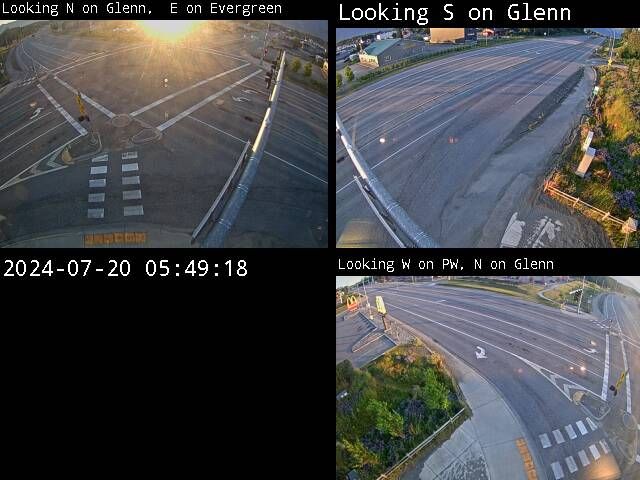 Looking N on Glenn,  E on Evergreen
Looking S on Glenn
2024-07-20 05:49:18
Looking W on PW, N on Glenn